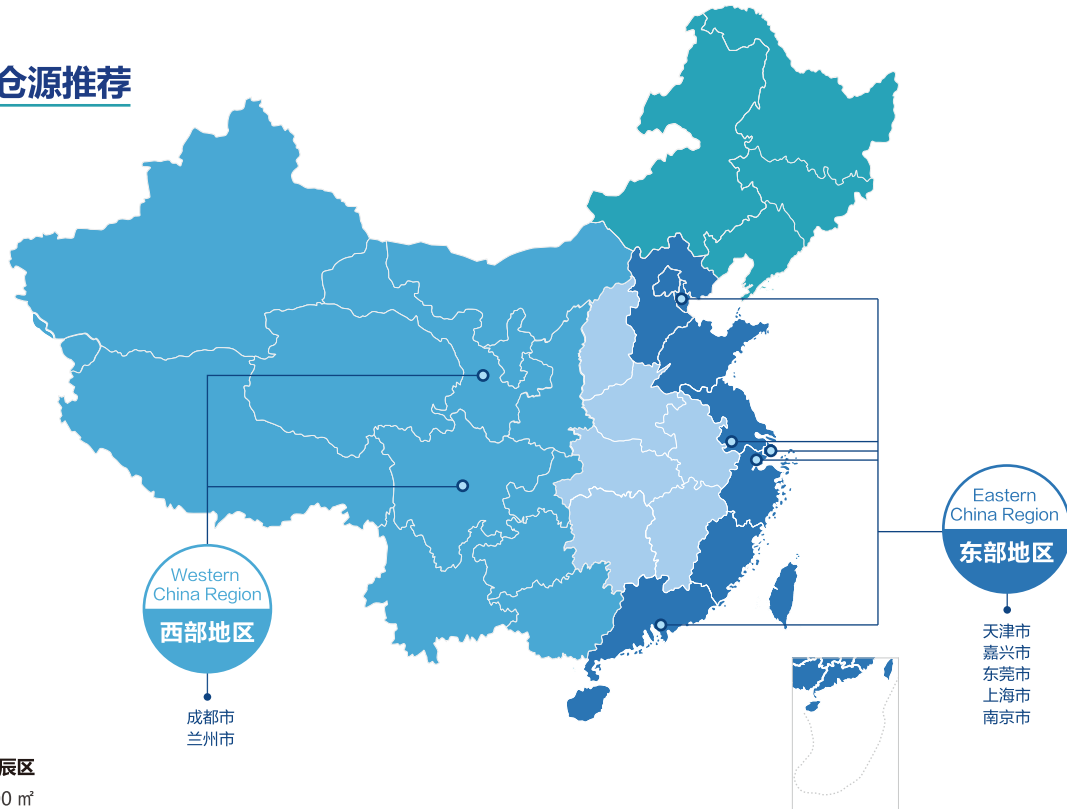 仓源推荐
Eastern
China Region
东部地区
天津市
嘉兴市
东莞市
上海市
南京市
Western
China Region
西部地区
成都市
兰州市
辰区
0 ㎡